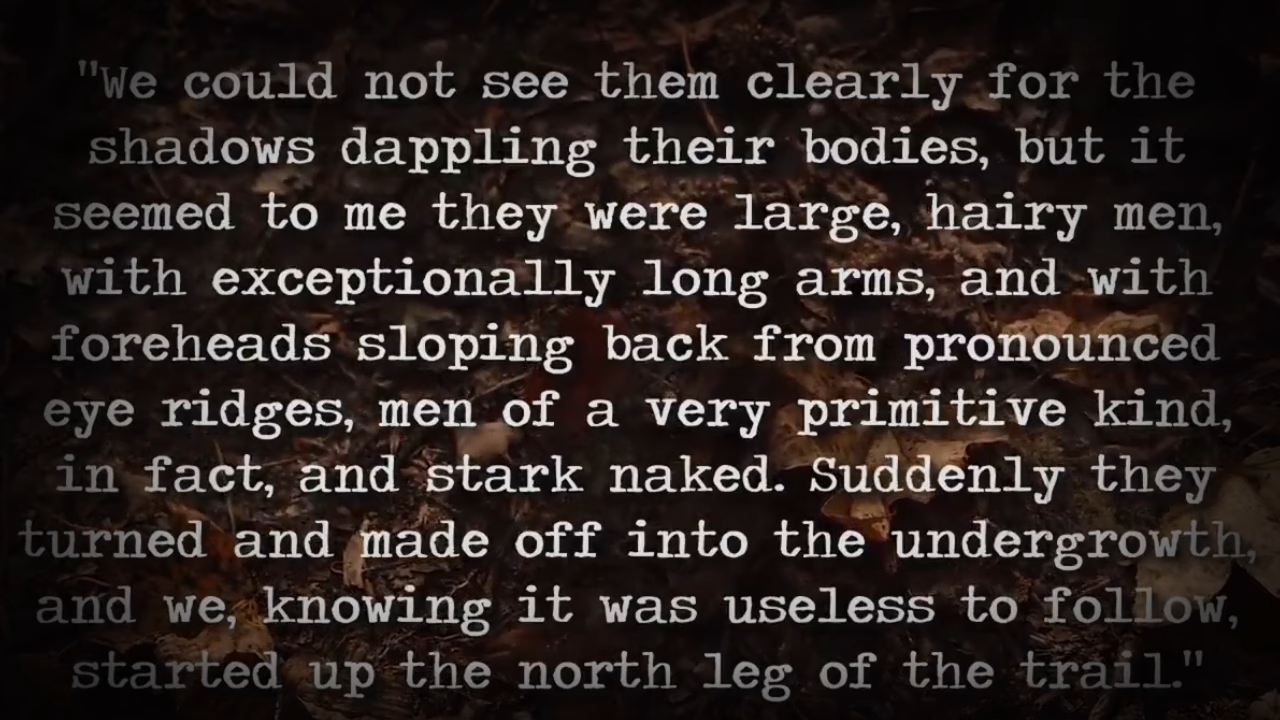 "We could not see them clearly for the
shadows dappling their bodies, but it
seemed to me they were large, hairy men,
with exceptionally long arms, and with
foreheads sloping back from pronounced
eye ridges, men of a very primitive kind,
in fact, and stark naked. Suddenly they
turned and made off into the undergrowth,
and we, knowing it was useless to follow,
started up the north leg of the trail."